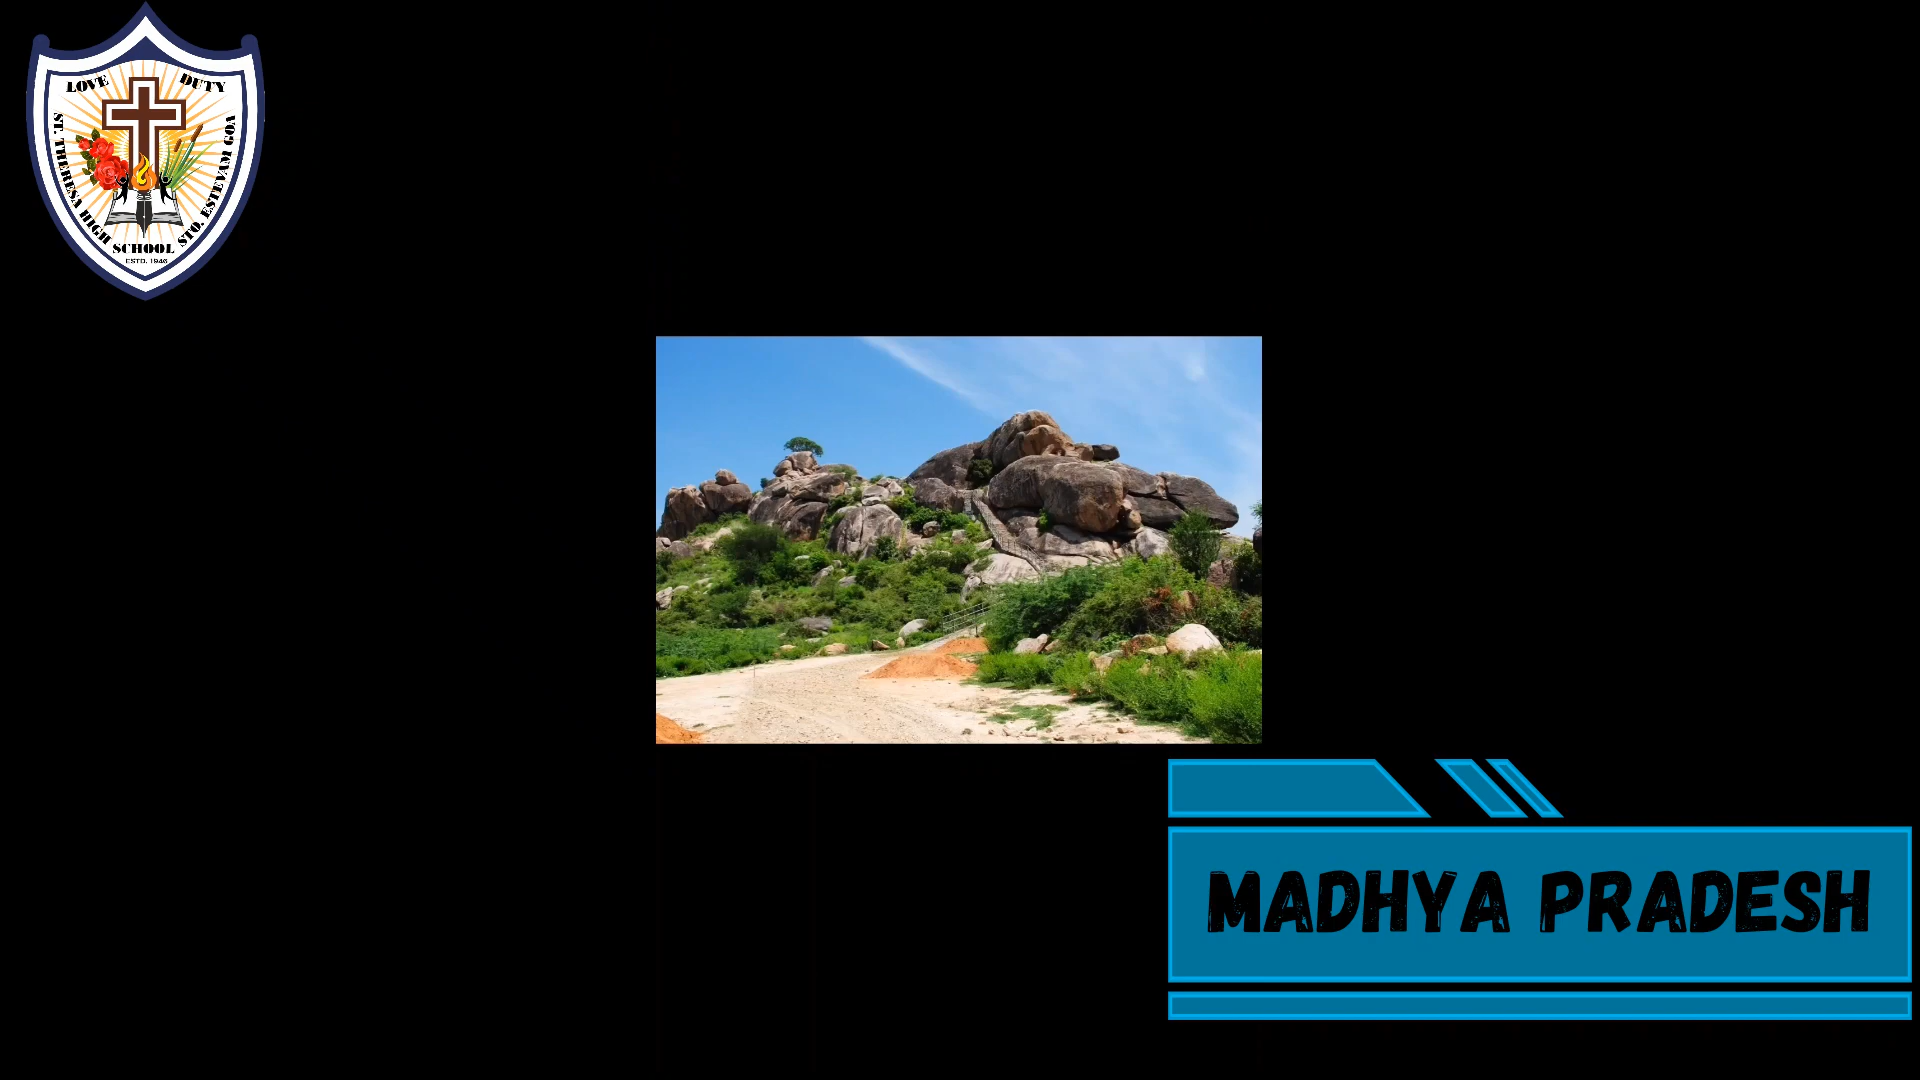 LOVE DUTY
ST. THERESA HIGH SCHOOL STO. ESTEVAM GOA
ESTD. 1946
MADHYA PRADESH